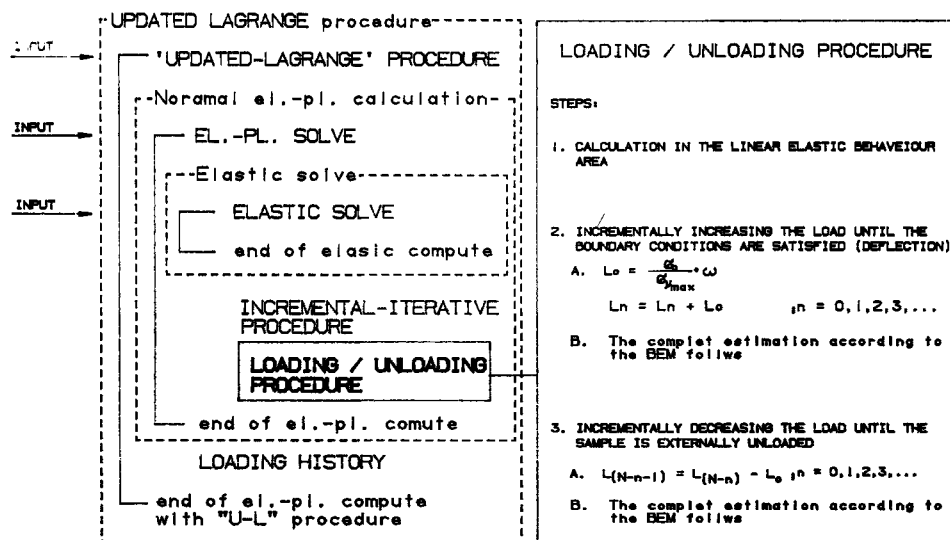 UPDATED LAGRANGE procedure
'UPDATED-LAGRANGE' PROCEDURE
Noramal el.-pl. calculation
INPUT
EL.-PL. SOLVE
Elastic solve
INPUT
ELASTIC SOLVE
end of elasic compute
INCREMENTAL-ITERATIVE
PROCEDURE
LOADING / UNLOADING
PROCEDURE
end of el.-pl. comute
LOADING HISTORY
end of el.-pl. compute
with "U-L" procedure
LOADING / UNLOADING PROCEDURE
STEPS:
1. CALCULATION IN THE LINEAR ELASTIC BEHAVEIOUR
AREA
2. INCREMENTALLY INCREASING THE LOAD UNTIL THE
BOUNDARY CONDITIONS ARE SATISFIED (DEFLECTION)
A. Lo = / max · ω
Ln = Ln + Lo ,n = 0,1,2,3,...
B. The complet estimation according to
the BEM follws
3. INCREMENTALLY DECREASING THE LOAD UNTIL THE
SAMPLE IS EXTERNALLY UNLOADED
A. L(N-n-1) = L(N-n) - Lo ,n = 0,1,2,3,...
B. The complet estimation according to
the BEM follws